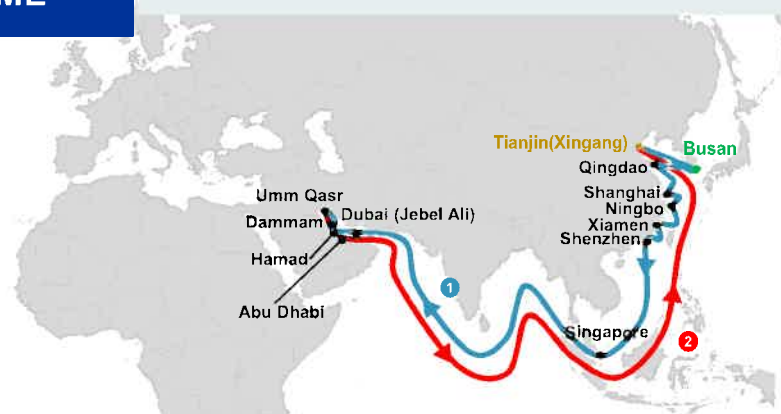 Tianjin(Xingang)
Busan
Qingdao
Shanghai
Ningbo
Xiamen
Shenzhen
Umm Qasr
Dammam
Dubai (Jebel Ali)
Hamad
Abu Dhabi
1
Singapore
2